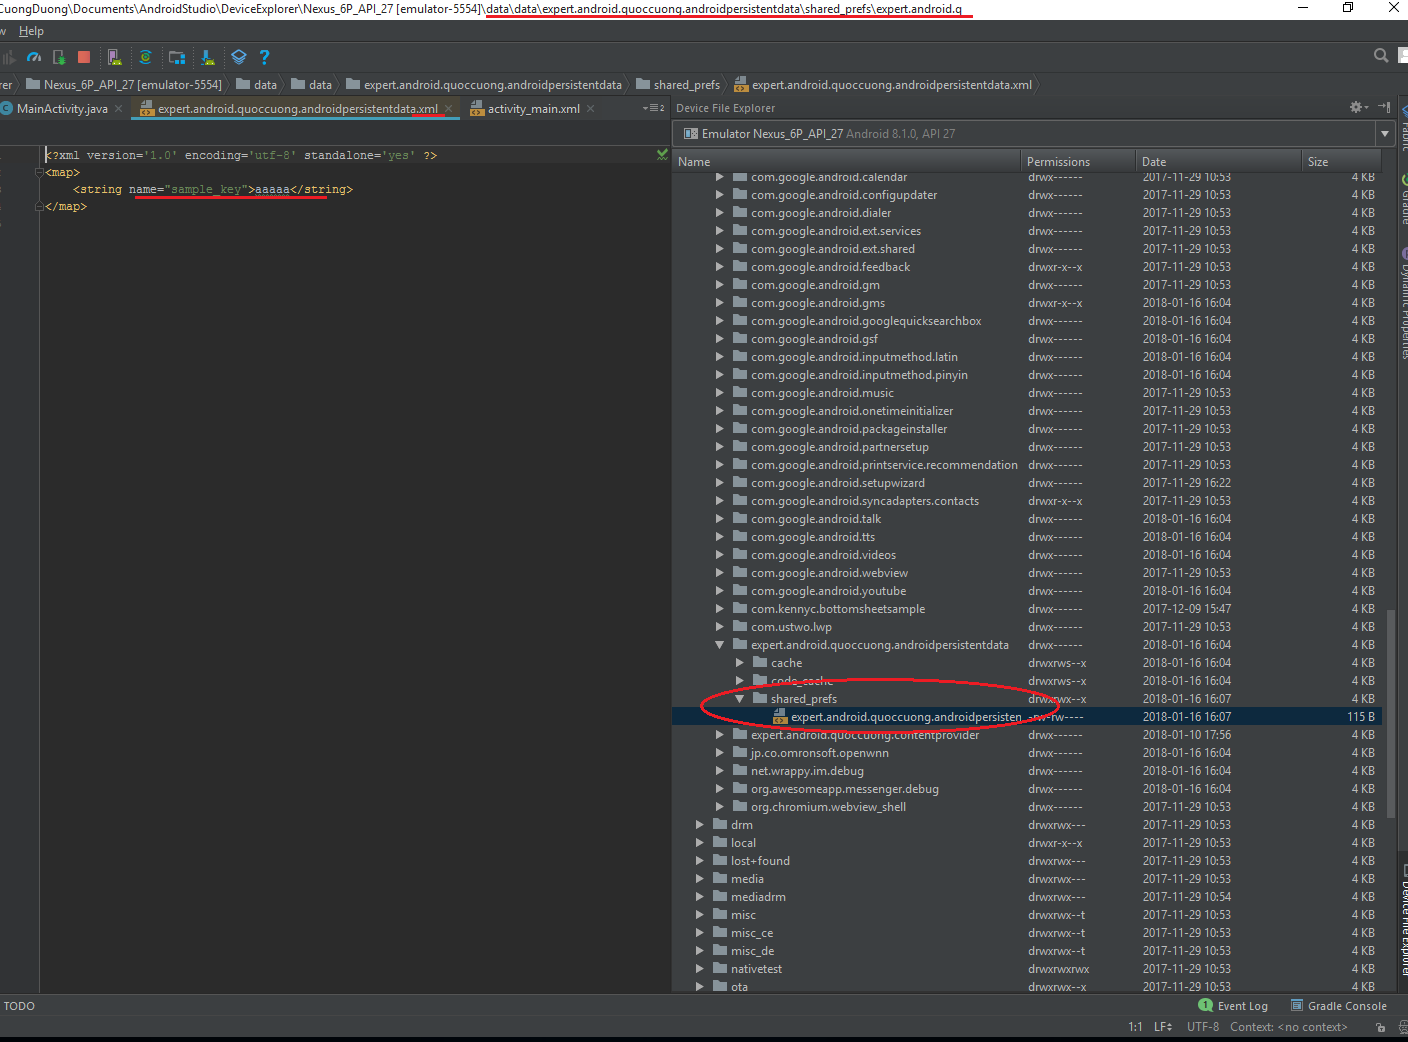 CuongDuong\Documents\AndroidStudio\DeviceExplorer\Nexus_6P_API_27 [emulator-5554]\data\data\expert.android.quoccuong.androidpersistentdata\shared_prefs\expert.android.q
w Help
rer Nexus_6P_API_27 [emulator-5554] data data expert.android.quoccuong.androidpersistentdata shared_prefs expert.android.quoccuong.androidpersistentdata.xml
MainActivity.java expert.android.quoccuong.androidpersistentdata.xml activity_main.xml 2
<?xml version='1.0' encoding='utf-8' standalone='yes' ?>
<map>
<string name="sample_key">aaaaa</string>
</map>
Device File Explorer
Emulator Nexus_6P_API_27 Android 8.1.0, API 27
Name Permissions Date Size
com.google.android.calendar drwx------ 2017-11-29 10:53 4 KB
com.google.android.configupdater drwx------ 2017-11-29 10:53 4 KB
com.google.android.dialer drwx------ 2017-11-29 10:53 4 KB
com.google.android.ext.services drwx------ 2017-11-29 10:53 4 KB
com.google.android.ext.shared drwx------ 2017-11-29 10:53 4 KB
com.google.android.feedback drwxr-x--x 2017-11-29 10:53 4 KB
com.google.android.gm drwx------ 2017-11-29 10:53 4 KB
com.google.android.gms drwxr-x--x 2018-01-16 16:04 4 KB
com.google.android.googlequicksearchbox drwx------ 2018-01-16 16:04 4 KB
com.google.android.gsf drwx------ 2018-01-16 16:04 4 KB
com.google.android.inputmethod.latin drwx------ 2018-01-16 16:04 4 KB
com.google.android.inputmethod.pinyin drwx------ 2018-01-16 16:04 4 KB
com.google.android.music drwx------ 2017-11-29 10:53 4 KB
com.google.android.onetimeinitializer drwx------ 2017-11-29 10:53 4 KB
com.google.android.packageinstaller drwx------ 2017-11-29 10:53 4 KB
com.google.android.partnersetup drwx------ 2017-11-29 10:53 4 KB
com.google.android.printservice.recommendation drwx------ 2017-11-29 10:53 4 KB
com.google.android.setupwizard drwx------ 2017-11-29 16:22 4 KB
com.google.android.syncadapters.contacts drwxr-x--x 2017-11-29 10:53 4 KB
com.google.android.talk drwx------ 2018-01-16 16:04 4 KB
com.google.android.tts drwx------ 2018-01-16 16:04 4 KB
com.google.android.videos drwx------ 2018-01-16 16:04 4 KB
com.google.android.webview drwx------ 2017-11-29 10:53 4 KB
com.google.android.youtube drwx------ 2018-01-16 16:04 4 KB
com.kennyc.bottomsheetsample drwx------ 2017-12-09 15:47 4 KB
com.ustwo.lwp drwx------ 2017-11-29 10:53 4 KB
expert.android.quoccuong.androidpersistentdata drwx------ 2018-01-16 16:04 4 KB
cache drwxrws--x 2018-01-16 16:04 4 KB
code_cache drwxrws--x 2018-01-16 16:04 4 KB
shared_prefs drwxrwx--x 2018-01-16 16:07 4 KB
expert.android.quoccuong.androidpersisten -rw-rw---- 2018-01-16 16:07 115 B
expert.android.quoccuong.contentprovider drwx------ 2018-01-10 17:56 4 KB
jp.co.omronsoft.openwnn drwx------ 2018-01-16 16:04 4 KB
net.wrappy.im.debug drwx------ 2018-01-16 16:04 4 KB
org.awesomeapp.messenger.debug drwx------ 2018-01-16 16:04 4 KB
org.chromium.webview_shell drwx------ 2017-11-29 10:53 4 KB
drm drwxrwx--- 2017-11-29 10:53 4 KB
local drwxr-x--x 2017-11-29 10:53 4 KB
lost+found drwxrwx--- 2017-11-29 10:53 4 KB
media drwxrwx--- 2017-11-29 10:53 4 KB
mediadrm drwxrwx--- 2017-11-29 10:54 4 KB
misc drwxrwx--t 2017-11-29 10:53 4 KB
misc_ce drwxrwx--t 2017-11-29 10:53 4 KB
misc_de drwxrwx--t 2017-11-29 10:53 4 KB
nativetest drwxrwxrwx 2017-11-29 10:53 4 KB
ota drwxrwx--x 2017-11-29 10:53 4 KB
Gradle
Dynamic Properties
Device File Explorer
TODO 1 Event Log Gradle Console
1:1 LF UTF-8 Context: <no context>